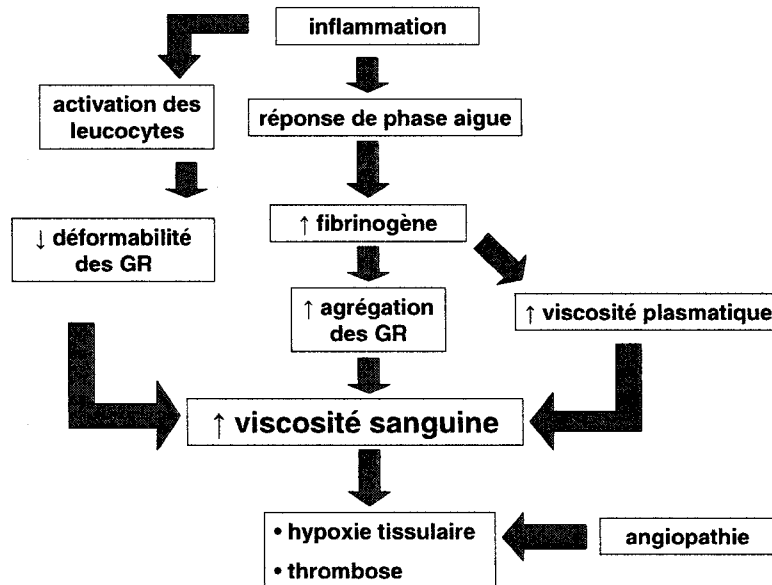 inflammation
activation des
leucocytes
réponse de phase aigue
↓ déformabilité
des GR
↑ fibrinogène
↑ agrégation
des GR
↑ viscosité plasmatique
↑ viscosité sanguine
• hypoxie tissulaire
• thrombose
angiopathie